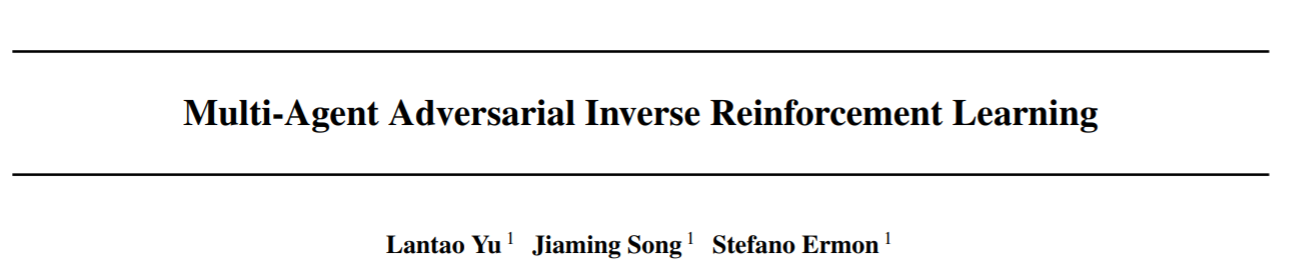 Multi-Agent Adversarial Inverse Reinforcement Learning
Lantao Yu 1 Jiaming Song 1 Stefano Ermon 1